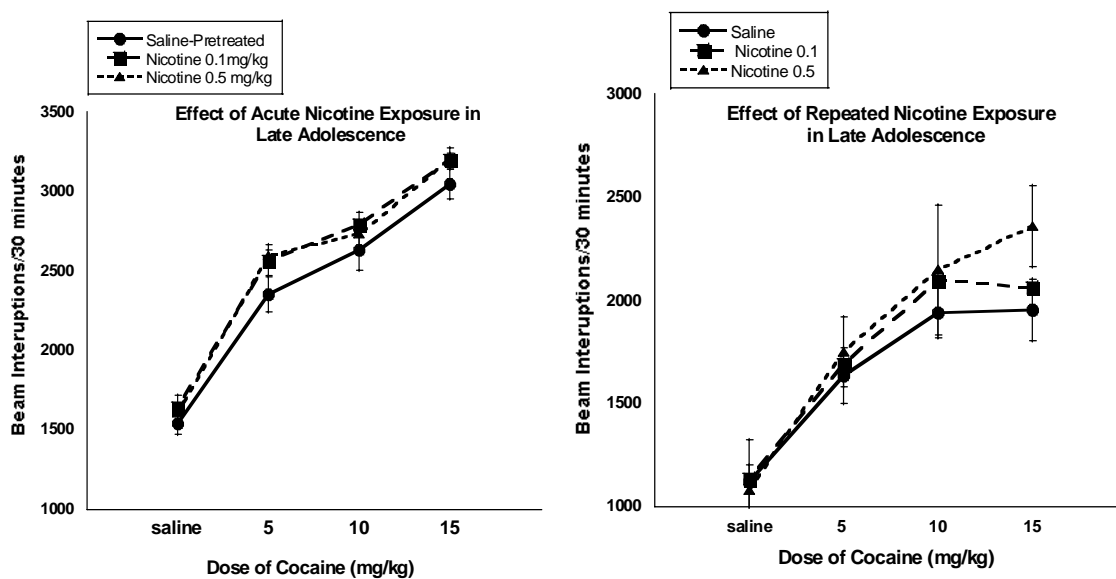 Saline-Pretreated
Nicotine 0.1mg/kg
Nicotine 0.5 mg/kg
Effect of Acute Nicotine Exposure in
Late Adolescence
Beam Interuptions/30 minutes
3500
3000
2500
2000
1500
1000
saline
5
10
15
Dose of Cocaine (mg/kg)
Saline
Nicotine 0.1
Nicotine 0.5
Effect of Repeated Nicotine Exposure
in Late Adolescence
Beam Interuptions/30 minutes
3000
2500
2000
1500
1000
saline
5
10
15
Dose of Cocaine (mg/kg)